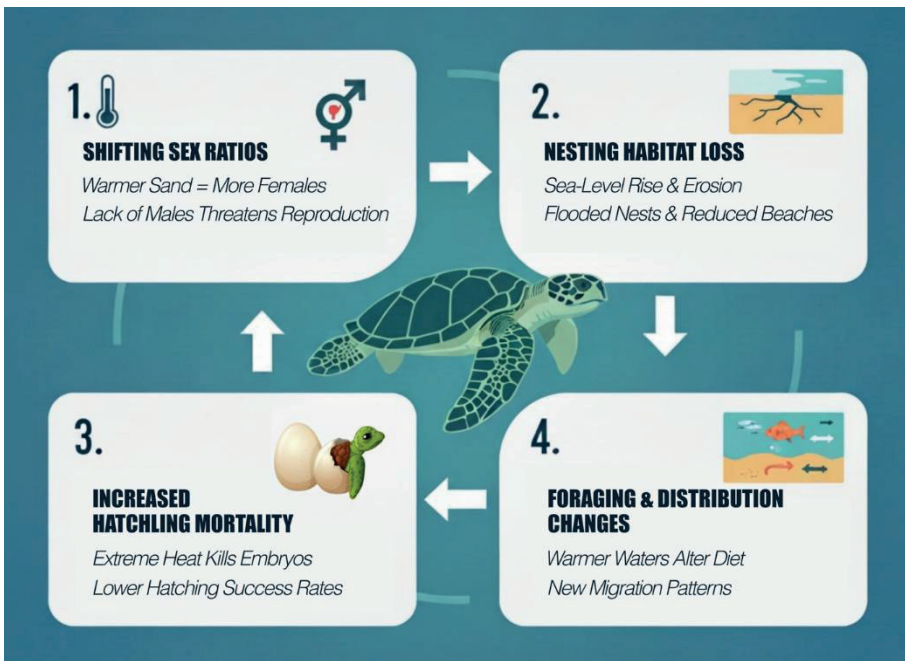 1.
SHIFTING SEX RATIOS
Warmer Sand = More Females
Lack of Males Threatens Reproduction
2.
NESTING HABITAT LOSS
Sea-Level Rise & Erosion
Flooded Nests & Reduced Beaches
3.
INCREASED
HATCHLING MORTALITY
Extreme Heat Kills Embryos
Lower Hatching Success Rates
4.
FORAGING & DISTRIBUTION
CHANGES
Warmer Waters Alter Diet
New Migration Patterns